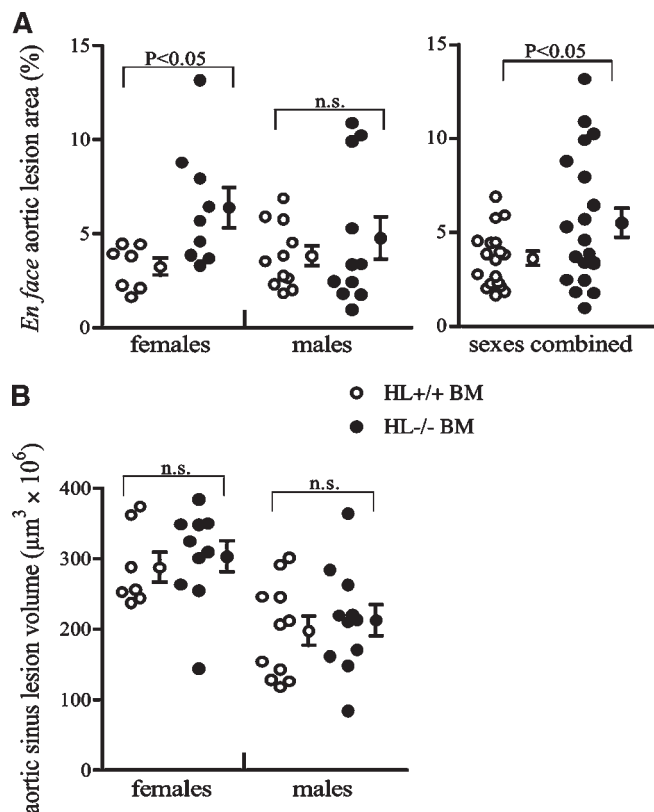 A
En face aortic lesion area (%)
15
10
5
0
P<0.05
n.s.
females
males
15
10
5
0
P<0.05
sexes combined
HL+/+ BM
HL-/- BM
B
aortic sinus lesion volume (μm³ × 10⁶)
400
300
200
100
0
n.s.
n.s.
females
males